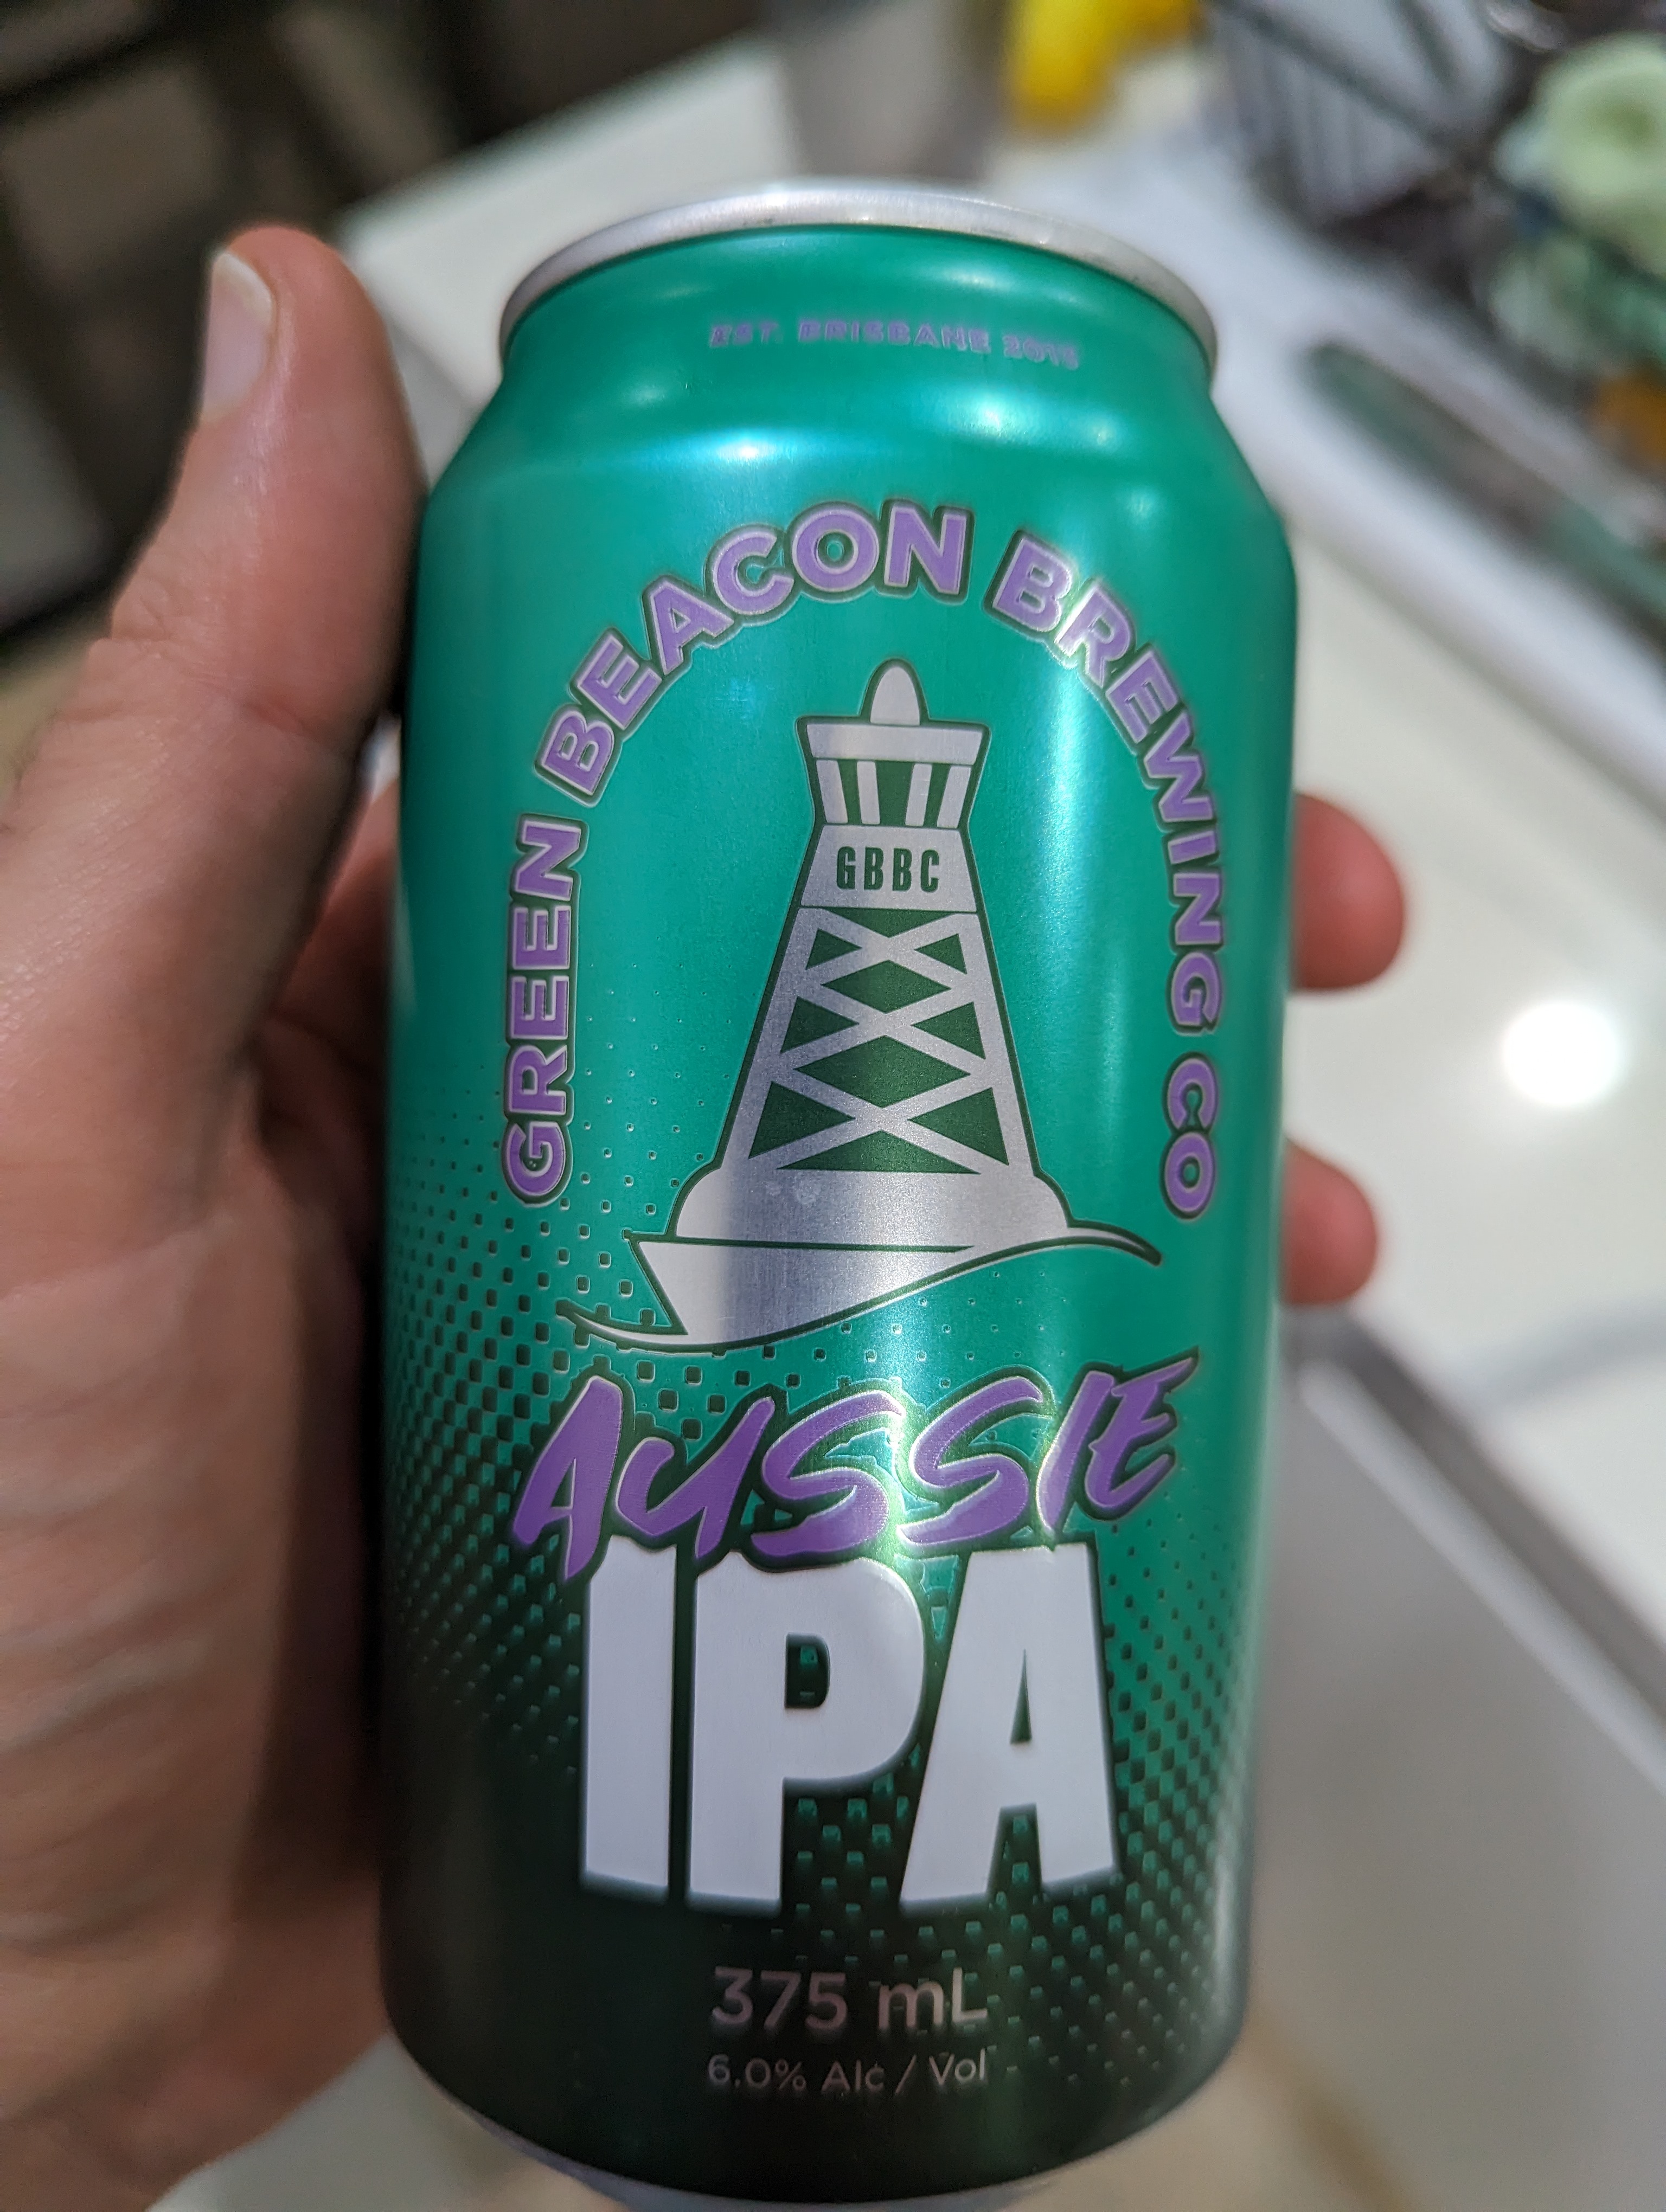 EST. BRISBANE 2013
GREEN BEACON BREWING CO
GBBC
AUSSIE
IPA
375 mL
6.0% Alc / Vol